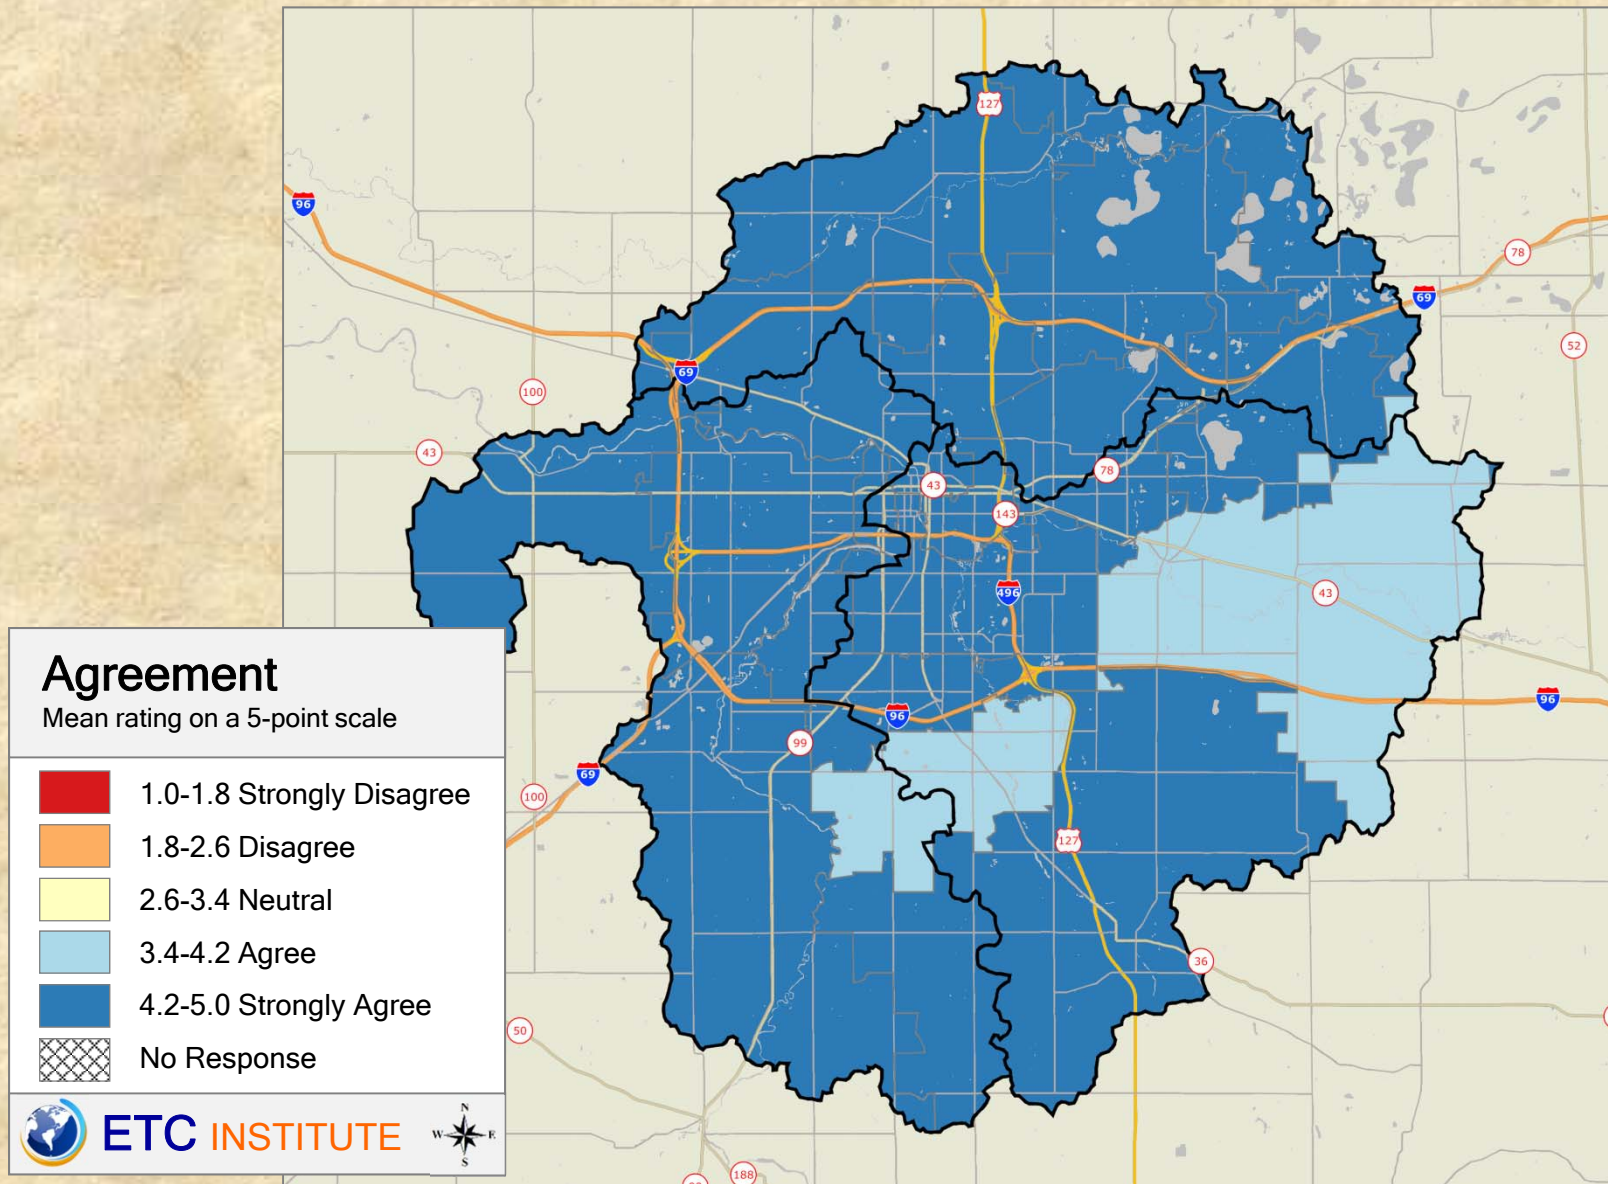 127
96
78
69
52
69
100
43
78
43
143
496
43
96
96
99
69
100
127
36
50
188
Agreement
Mean rating on a 5-point scale
1.0-1.8 Strongly Disagree
1.8-2.6 Disagree
2.6-3.4 Neutral
3.4-4.2 Agree
4.2-5.0 Strongly Agree
No Response
ETC INSTITUTE
N
W E
S